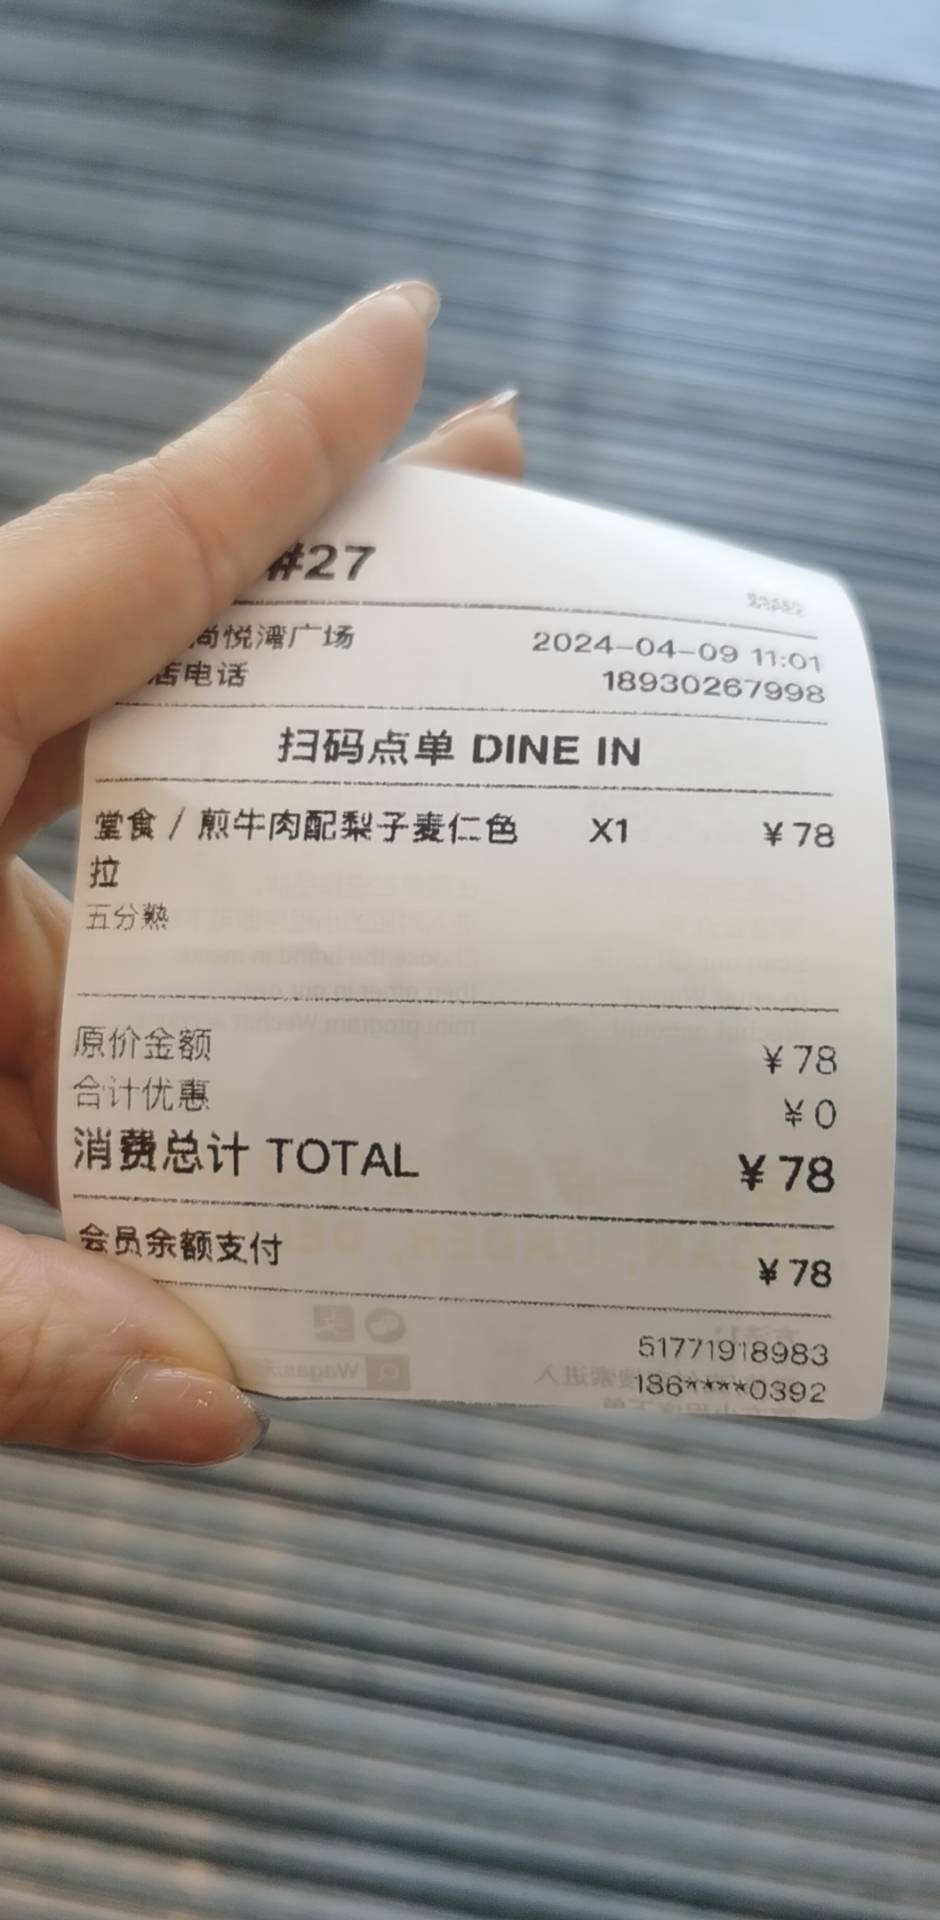 #27
尚悦湾广场 2024-04-09 11:01
店电话 18930267998
扫码点单 DINE IN
堂食 / 煎牛肉配梨子麦仁色 X1 ¥78
拉
五分熟
原价金额 ¥78
合计优惠 ¥0
消费总计 TOTAL ¥78
会员余额支付 ¥78
51771918983
186****0392